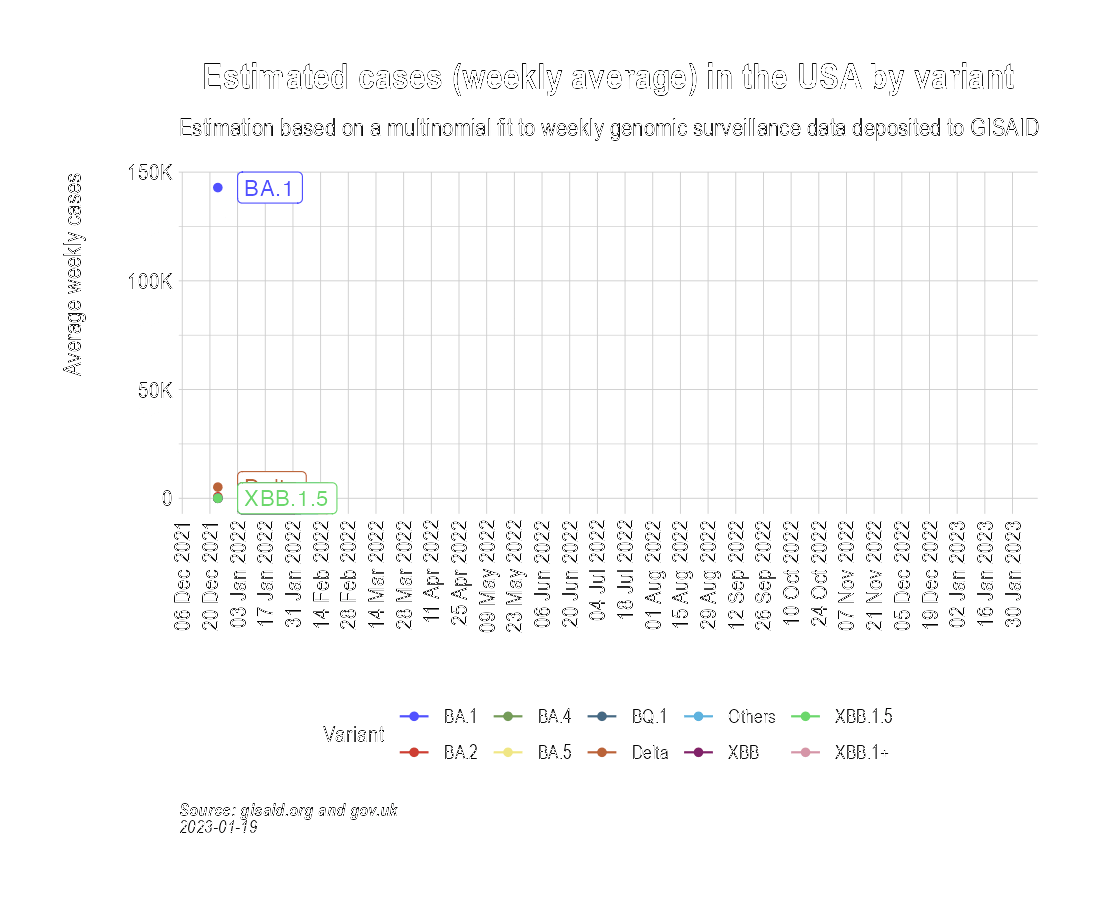 Estimated cases (weekly average) in the USA by variant
Estimation based on a multinomial fit to weekly genomic surveillance data deposited to GISAID
Average weekly cases
150K
100K
50K
0
BA.1
XBB.1.5
06 Dec 2021
20 Dec 2021
03 Jan 2022
17 Jan 2022
31 Jan 2022
14 Feb 2022
28 Feb 2022
14 Mar 2022
28 Mar 2022
11 Apr 2022
25 Apr 2022
09 May 2022
23 May 2022
06 Jun 2022
20 Jun 2022
04 Jul 2022
18 Jul 2022
01 Aug 2022
15 Aug 2022
29 Aug 2022
12 Sep 2022
26 Sep 2022
10 Oct 2022
24 Oct 2022
07 Nov 2022
21 Nov 2022
05 Dec 2022
19 Dec 2022
02 Jan 2023
16 Jan 2023
30 Jan 2023
Variant
BA.1 BA.4 BQ.1 Others XBB.1.5
BA.2 BA.5 Delta XBB XBB.1+
Source: gisaid.org and gov.uk
2023-01-19